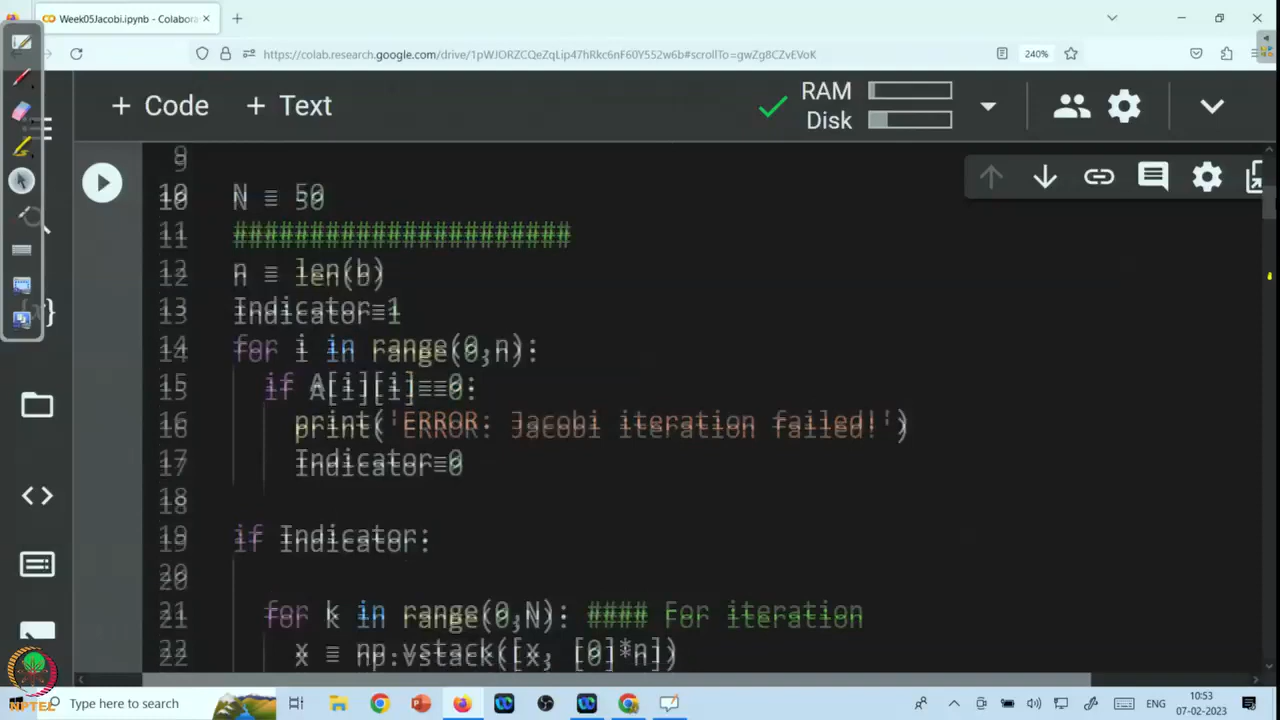 Week05Jacobi.ipynb - Colabora
https://colab.research.google.com/drive/1pWJORZCQeZqLip47hRkc6nF60Y552w6b#scrollTo=gwZg8CZvEVoK
240%
+ Code + Text
RAM
Disk
9
10 N = 50
11 ######################
12 n = len(b)
13 Indicator=1
14 for i in range(0,n):
15 if A[i][i]==0:
16 print('ERROR: Jacobi iteration failed!')
17 Indicator=0
18
19 if Indicator:
20
21 for k in range(0,N): #### For iteration
22 x = np.vstack([x, [0]*n])
{x}
NPTEL
Type here to search
ENG
10:53
07-02-2023